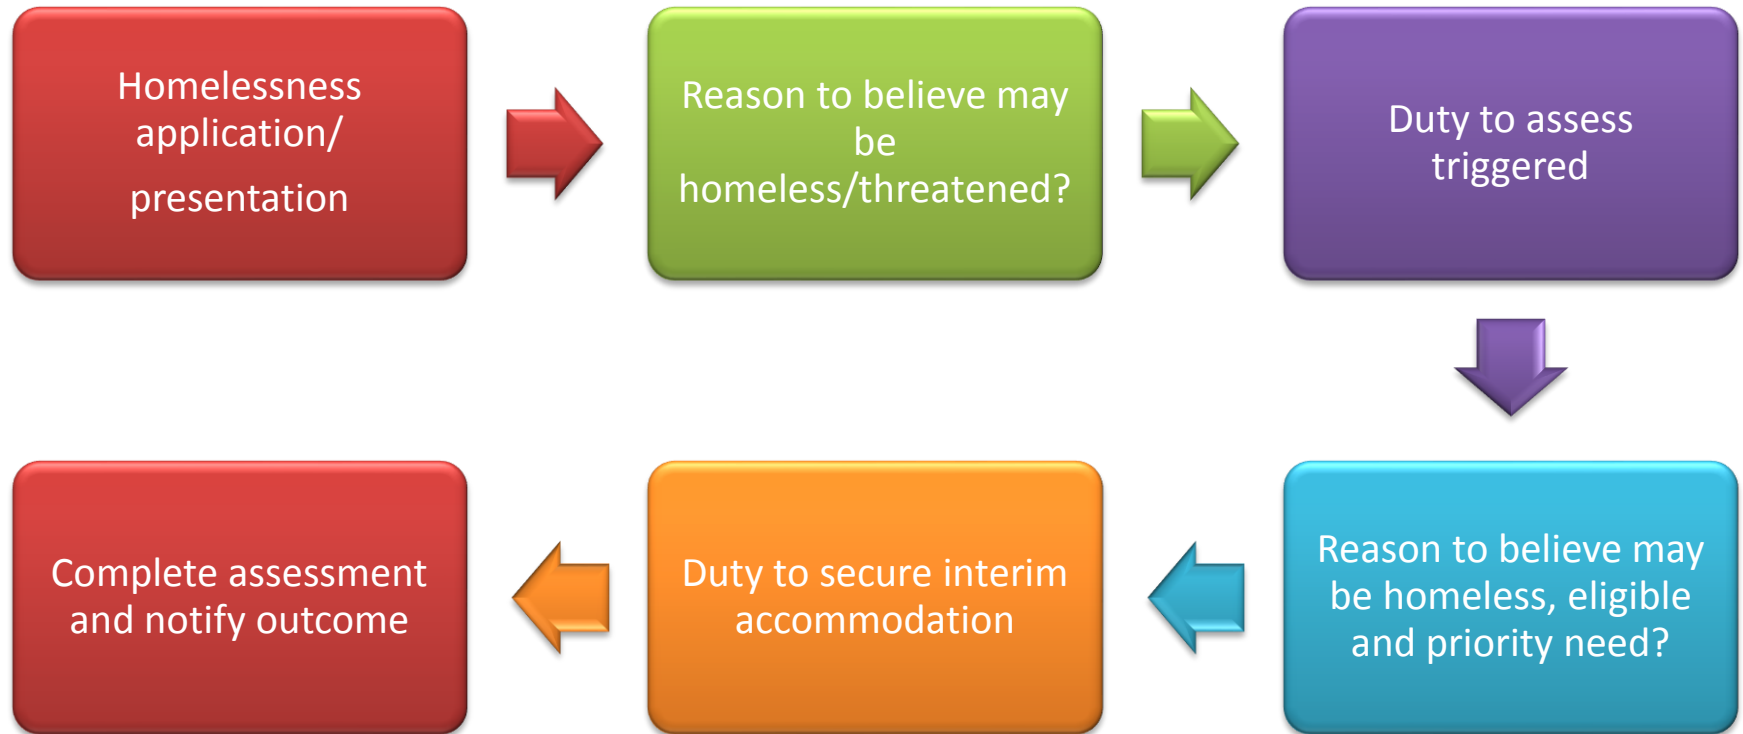 Homelessness
application/
presentation
Reason to believe may
be
homeless/threatened?
Duty to assess
triggered
Reason to believe may
be homeless, eligible
and priority need?
Duty to secure interim
accommodation
Complete assessment
and notify outcome